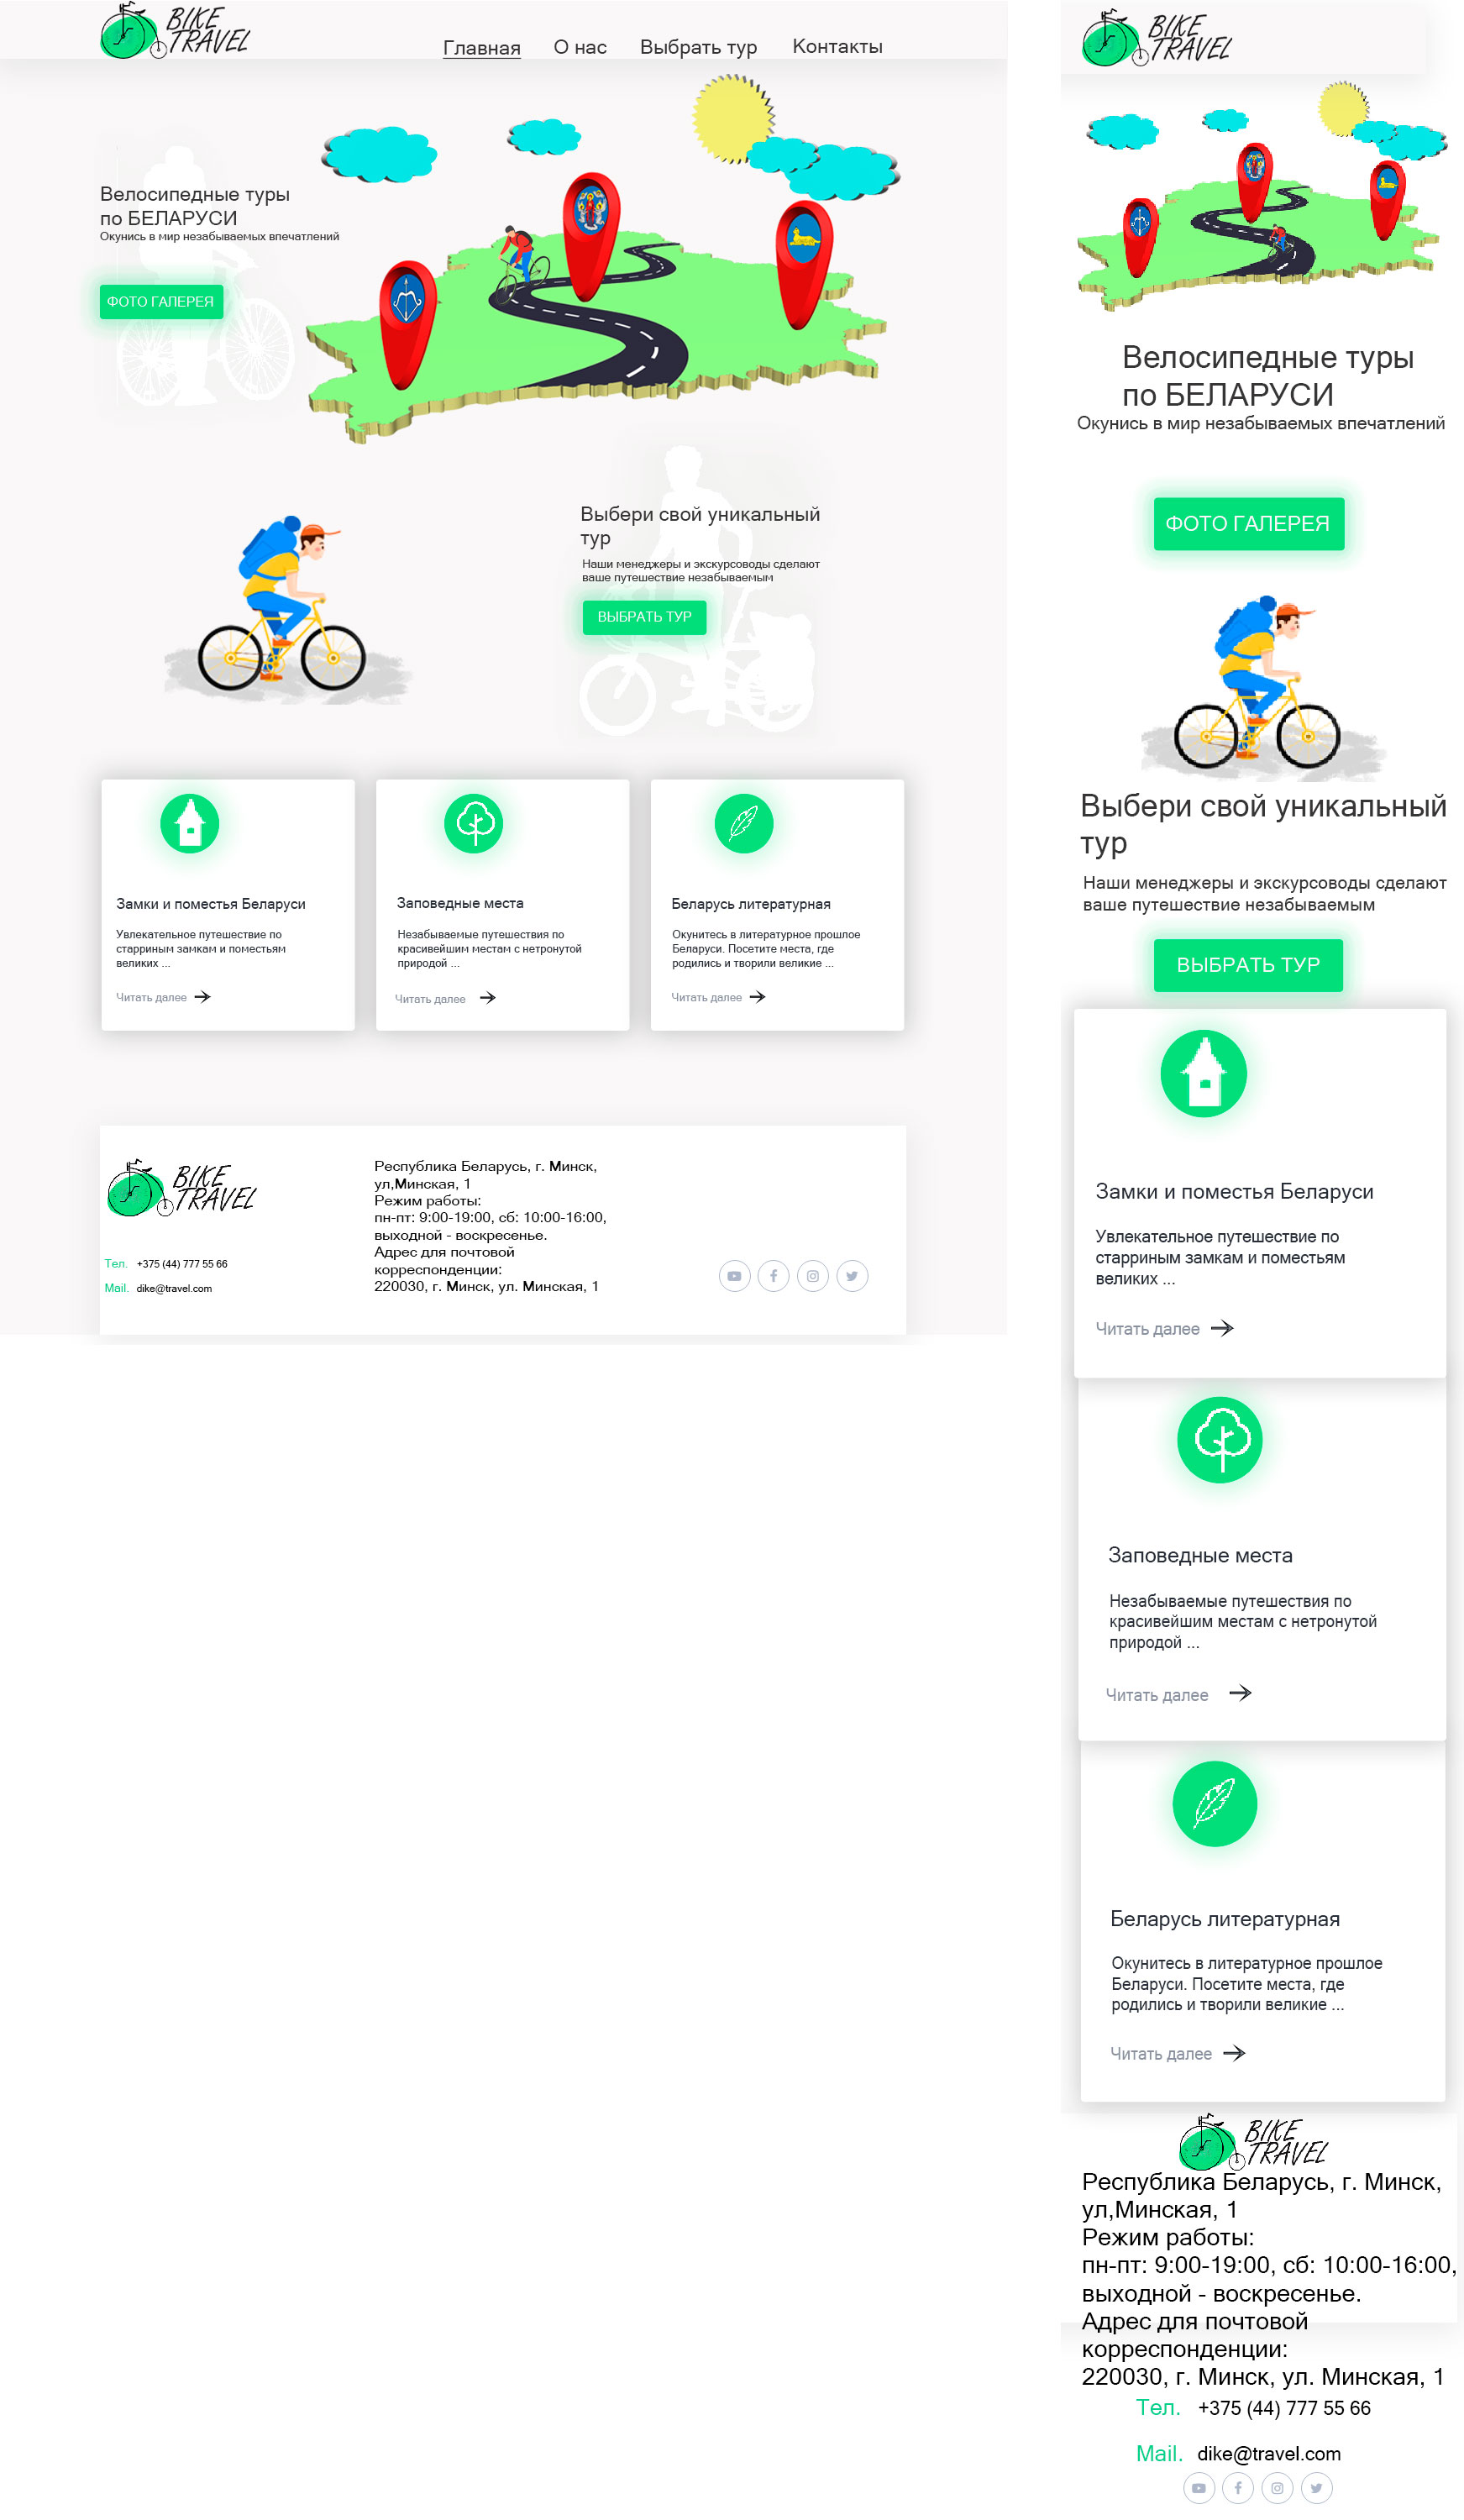 BIKE
TRAVEL
Главная О нас Выбрать тур Контакты
Велосипедные туры
по БЕЛАРУСИ
Окунись в мир незабываемых впечатлений
ФОТО ГАЛЕРЕЯ
Выбери свой уникальный
тур
Наши менеджеры и экскурсоводы сделают
ваше путешествие незабываемым
ВЫБРАТЬ ТУР
Замки и поместья Беларуси
Увлекательное путешествие по
старриным замкам и поместьям
великих ...
Читать далее
Заповедные места
Незабываемые путешествия по
красивейшим местам с нетронутой
природой ...
Читать далее
Беларусь литературная
Окунитесь в литературное прошлое
Беларуси. Посетите места, где
родились и творили великие ...
Читать далее
BIKE
TRAVEL
Тел. +375 (44) 777 55 66
Mail. dike@travel.com
Республика Беларусь, г. Минск,
ул,Минская, 1
Режим работы:
пн-пт: 9:00-19:00, сб: 10:00-16:00,
выходной - воскресенье.
Адрес для почтовой
корреспонденции:
220030, г. Минск, ул. Минская, 1
BIKE
TRAVEL
Велосипедные туры
по БЕЛАРУСИ
Окунись в мир незабываемых впечатлений
ФОТО ГАЛЕРЕЯ
Выбери свой уникальный
тур
Наши менеджеры и экскурсоводы сделают
ваше путешествие незабываемым
ВЫБРАТЬ ТУР
Замки и поместья Беларуси
Увлекательное путешествие по
старриным замкам и поместьям
великих ...
Читать далее
Заповедные места
Незабываемые путешествия по
красивейшим местам с нетронутой
природой ...
Читать далее
Беларусь литературная
Окунитесь в литературное прошлое
Беларуси. Посетите места, где
родились и творили великие ...
Читать далее
BIKE
TRAVEL
Республика Беларусь, г. Минск,
ул,Минская, 1
Режим работы:
пн-пт: 9:00-19:00, сб: 10:00-16:00,
выходной - воскресенье.
Адрес для почтовой
корреспонденции:
220030, г. Минск, ул. Минская, 1
Тел. +375 (44) 777 55 66
Mail. dike@travel.com